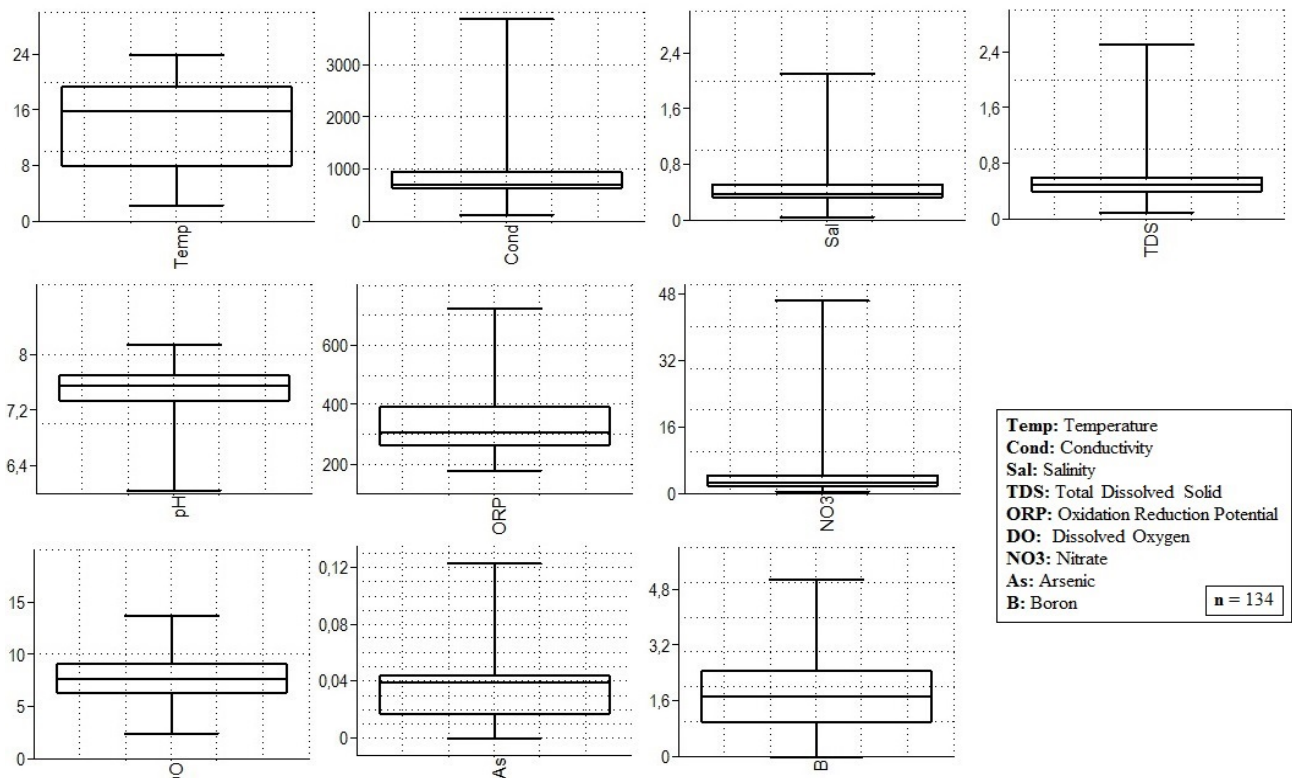 24
16
8
0
Temp
3000
2000
1000
0
Cond
2,4
1,6
0,8
0
Sal
2,4
1,6
0,8
0
TDS
8
7,2
6,4
pH
600
400
200
ORP
48
32
16
0
NO3
Temp: Temperature
Cond: Conductivity
Sal: Salinity
TDS: Total Dissolved Solid
ORP: Oxidation Reduction Potential
DO: Dissolved Oxygen
NO3: Nitrate
As: Arsenic
B: Boron
n = 134
15
10
5
0
0,12
0,08
0,04
0
As
4,8
3,2
1,6
0
B